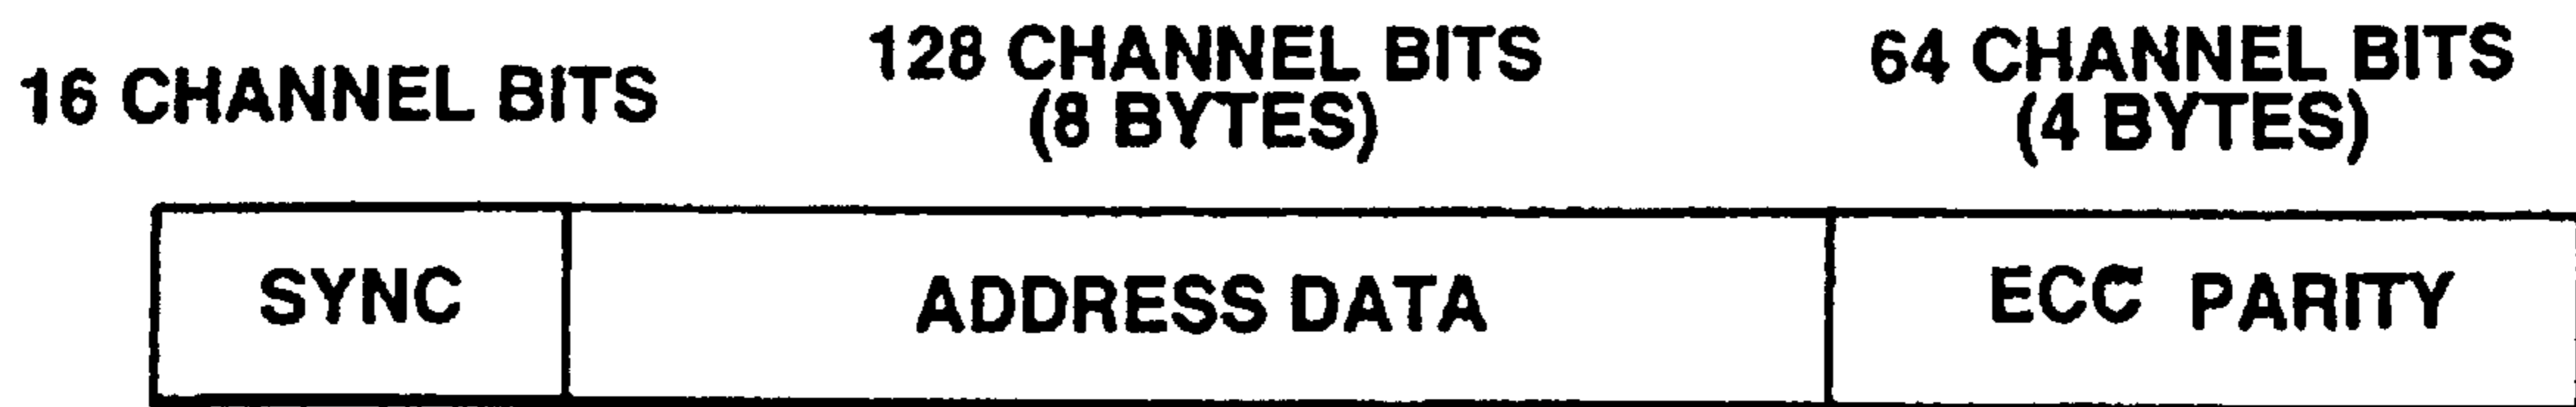 16 CHANNEL BITS
128 CHANNEL BITS
(8 BYTES)
64 CHANNEL BITS
(4 BYTES)
SYNC
ADDRESS DATA
ECC PARITY